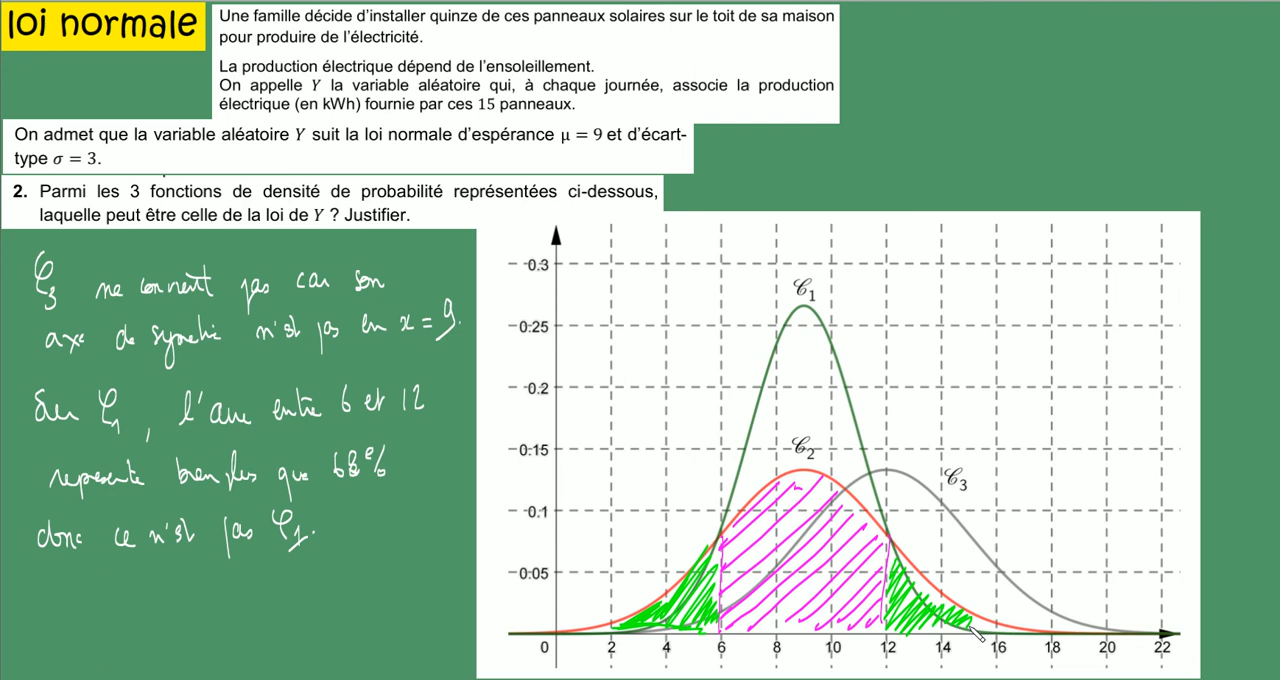 loi normale
Une famille décide d'installer quinze de ces panneaux solaires sur le toit de sa maison
pour produire de l'électricité.
La production électrique dépend de l'ensoleillement.
On appelle Y la variable aléatoire qui, à chaque journée, associe la production
électrique (en kWh) fournie par ces 15 panneaux.
On admet que la variable aléatoire Y suit la loi normale d'espérance μ = 9 et d'écart-
type σ = 3.
2. Parmi les 3 fonctions de densité de probabilité représentées ci-dessous,
laquelle peut être celle de la loi de Y ? Justifier.
𝒞3 ne convient pas car son
axe de symétrie n'est pas en x = 9.
Sur 𝒞1, l'aire entre 6 et 12
représente bien plus que 68%
donc ce n'est pas 𝒞1.
0.3
𝒞1
0.25
0.2
𝒞2
0.15
𝒞3
0.1
0.05
0 2 4 6 8 10 12 14 16 18 20 22